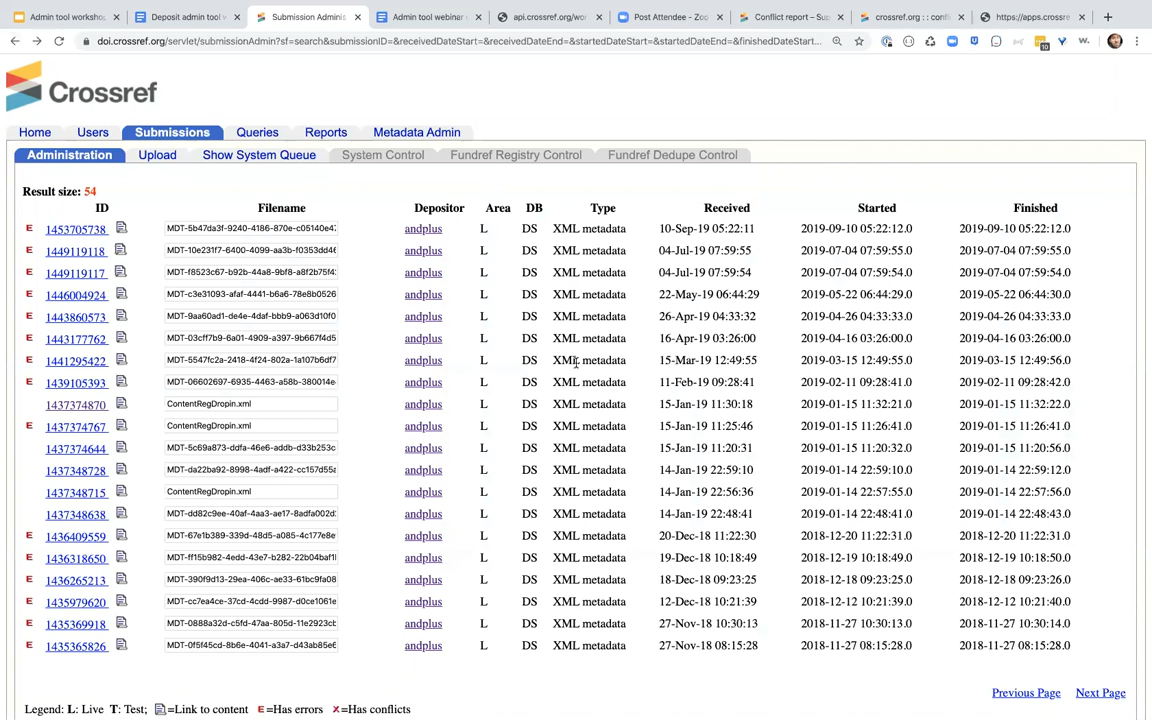 Admin tool workshop
Deposit admin tool w
Submission Adminis
Admin tool webinar
api.crossref.org/wor
Post Attendee - Zoo
Conflict report – Su
crossref.org : : confl
https://apps.crossre
doi.crossref.org/servlet/submissionAdmin?sf=search&submissionID=&receivedDateStart=&receivedDateEnd=&startedDateStart=&startedDateEnd=&finishedDateStart...
10
Crossref
Home Users Submissions Queries Reports Metadata Admin
Administration Upload Show System Queue System Control Fundref Registry Control Fundref Dedupe Control
Result size: 54
ID Filename Depositor Area DB Type Received Started Finished
E 1453705738 MDT-5b47da3f-9240-4186-870e-c05140e4 andplus L DS XML metadata 10-Sep-19 05:22:11 2019-09-10 05:22:12.0 2019-09-10 05:22:12.0
E 1449119118 MDT-10e231f7-6400-4099-aa3b-f0353dd46 andplus L DS XML metadata 04-Jul-19 07:59:55 2019-07-04 07:59:55.0 2019-07-04 07:59:55.0
E 1449119117 MDT-f8523c67-b92b-44a8-9bf8-a8f2b75f4 andplus L DS XML metadata 04-Jul-19 07:59:54 2019-07-04 07:59:54.0 2019-07-04 07:59:54.0
E 1446004924 MDT-c3e31093-afaf-4441-b6a6-78e8b0526 andplus L DS XML metadata 22-May-19 06:44:29 2019-05-22 06:44:29.0 2019-05-22 06:44:30.0
E 1443860573 MDT-9aa60ad1-de4e-4daf-bbb9-a063d10f0 andplus L DS XML metadata 26-Apr-19 04:33:32 2019-04-26 04:33:33.0 2019-04-26 04:33:33.0
E 1443177762 MDT-03cff7b9-6a01-4909-a397-9b667f4d5 andplus L DS XML metadata 16-Apr-19 03:26:00 2019-04-16 03:26:00.0 2019-04-16 03:26:00.0
E 1441295422 MDT-5547fc2a-2418-4f24-802a-1a107b6df7 andplus L DS XML metadata 15-Mar-19 12:49:55 2019-03-15 12:49:55.0 2019-03-15 12:49:56.0
E 1439105393 MDT-06602697-6935-4463-a58b-380014e andplus L DS XML metadata 11-Feb-19 09:28:41 2019-02-11 09:28:41.0 2019-02-11 09:28:42.0
1437374870 ContentRegDropin.xml andplus L DS XML metadata 15-Jan-19 11:30:18 2019-01-15 11:32:21.0 2019-01-15 11:32:22.0
E 1437374767 ContentRegDropin.xml andplus L DS XML metadata 15-Jan-19 11:25:46 2019-01-15 11:26:41.0 2019-01-15 11:26:41.0
1437374644 MDT-5c69a873-ddfa-46e6-addb-d33b253c andplus L DS XML metadata 15-Jan-19 11:20:31 2019-01-15 11:20:32.0 2019-01-15 11:20:56.0
1437348728 MDT-da22ba92-8998-4adf-a422-cc157d55a andplus L DS XML metadata 14-Jan-19 22:59:10 2019-01-14 22:59:10.0 2019-01-14 22:59:12.0
1437348715 ContentRegDropin.xml andplus L DS XML metadata 14-Jan-19 22:56:36 2019-01-14 22:57:55.0 2019-01-14 22:57:56.0
1437348638 MDT-dd82c9ee-40af-4aa3-ae17-8adfa002d andplus L DS XML metadata 14-Jan-19 22:48:41 2019-01-14 22:48:41.0 2019-01-14 22:48:43.0
E 1436409559 MDT-67e1b389-339d-48d5-a085-4c177e8e andplus L DS XML metadata 20-Dec-18 11:22:30 2018-12-20 11:22:31.0 2018-12-20 11:22:31.0
E 1436318650 MDT-ff15b982-4edd-43e7-b282-22b04baf1 andplus L DS XML metadata 19-Dec-18 10:18:49 2018-12-19 10:18:49.0 2018-12-19 10:18:50.0
E 1436265213 MDT-390f9d13-29ea-406c-ae33-61bc9fa08 andplus L DS XML metadata 18-Dec-18 09:23:25 2018-12-18 09:23:25.0 2018-12-18 09:23:26.0
E 1435979620 MDT-cc7ea4ce-37cd-4cdd-9987-d0ce1061e andplus L DS XML metadata 12-Dec-18 10:21:39 2018-12-12 10:21:39.0 2018-12-12 10:21:40.0
E 1435369918 MDT-0888a32d-c5fd-47aa-805d-11e2923cb andplus L DS XML metadata 27-Nov-18 10:30:13 2018-11-27 10:30:13.0 2018-11-27 10:30:14.0
E 1435365826 MDT-0f5f45cd-8b6e-4041-a3a7-d43ab85e6 andplus L DS XML metadata 27-Nov-18 08:15:28 2018-11-27 08:15:28.0 2018-11-27 08:15:28.0
Previous Page Next Page
Legend: L: Live T: Test; =Link to content E=Has errors X=Has conflicts